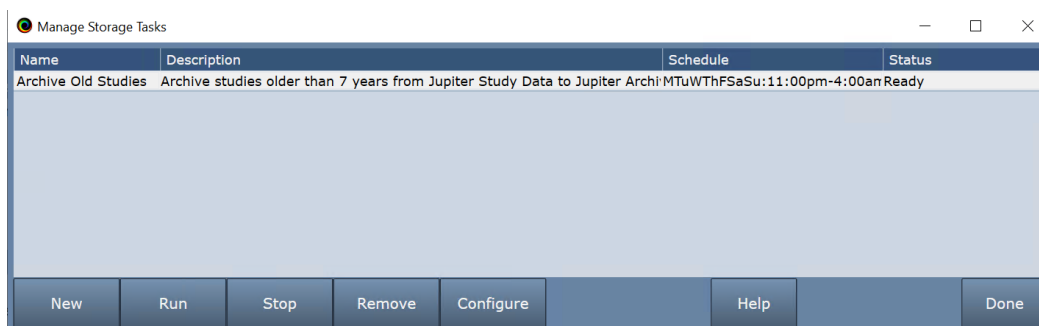 Manage Storage Tasks
Name Description Schedule Status
Archive Old Studies Archive studies older than 7 years from Jupiter Study Data to Jupiter Archi MTuWThFSaSu:11:00pm-4:00am Ready
New Run Stop Remove Configure Help Done